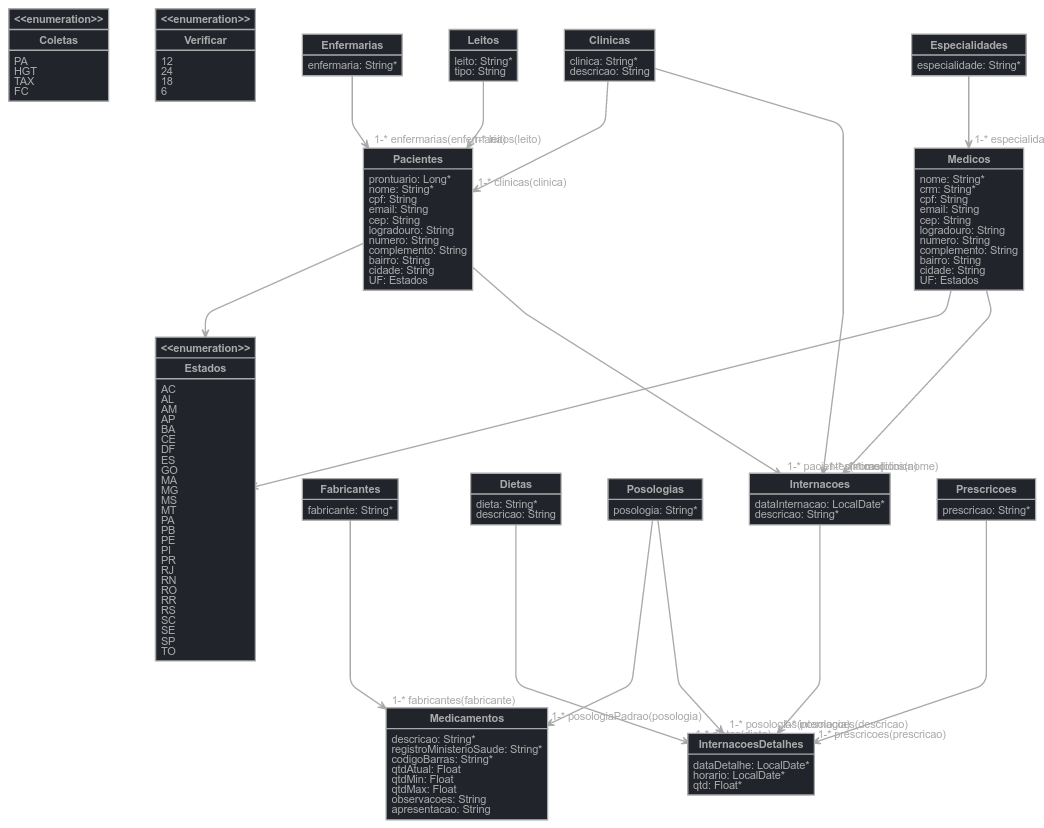 <<enumeration>>
Coletas
PA
HGT
TAX
FC
<<enumeration>>
Verificar
12
24
18
6
Enfermarias
enfermaria: String*
Leitos
leito: String*
tipo: String
Clinicas
clinica: String*
descricao: String
Especialidades
especialidade: String*
1-* enfermarias(enfermaria)
1-* clinicas(clinica)
1-* especialida
Pacientes
prontuario: Long*
nome: String*
cpf: String
email: String
cep: String
logradouro: String
numero: String
complemento: String
bairro: String
cidade: String
UF: Estados
Medicos
nome: String*
crm: String*
cpf: String
email: String
cep: String
logradouro: String
numero: String
complemento: String
bairro: String
cidade: String
UF: Estados
<<enumeration>>
Estados
AC
AL
AM
AP
BA
CE
DF
ES
GO
MA
MG
MS
MT
PA
PB
PE
PI
PR
RJ
RN
RO
RR
RS
SC
SE
SP
TO
Fabricantes
fabricante: String*
Dietas
dieta: String*
descricao: String
Posologias
posologia: String*
Internacoes
dataInternacao: LocalDate*
descricao: String*
Prescricoes
prescricao: String*
1-* fabricantes(fabricante)
1-* posologiaPadrao(posologia)
1-* prescricoes(prescricao)
Medicamentos
descricao: String*
registroMinisterioSaude: String*
codigoBarras: String*
qtdAtual: Float
qtdMin: Float
qtdMax: Float
observacoes: String
apresentacao: String
InternacoesDetalhes
dataDetalhe: LocalDate*
horario: LocalDate*
qtd: Float*